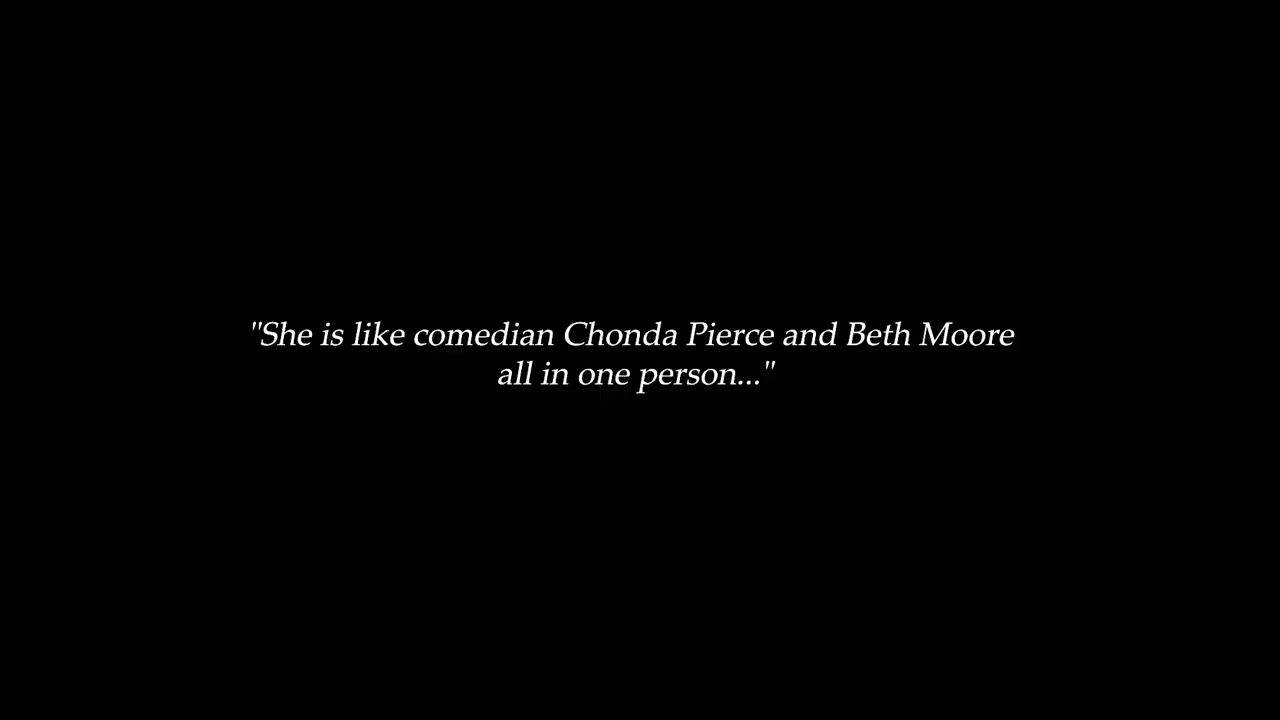 "She is like comedian Chonda Pierce and Beth Moore
all in one person..."